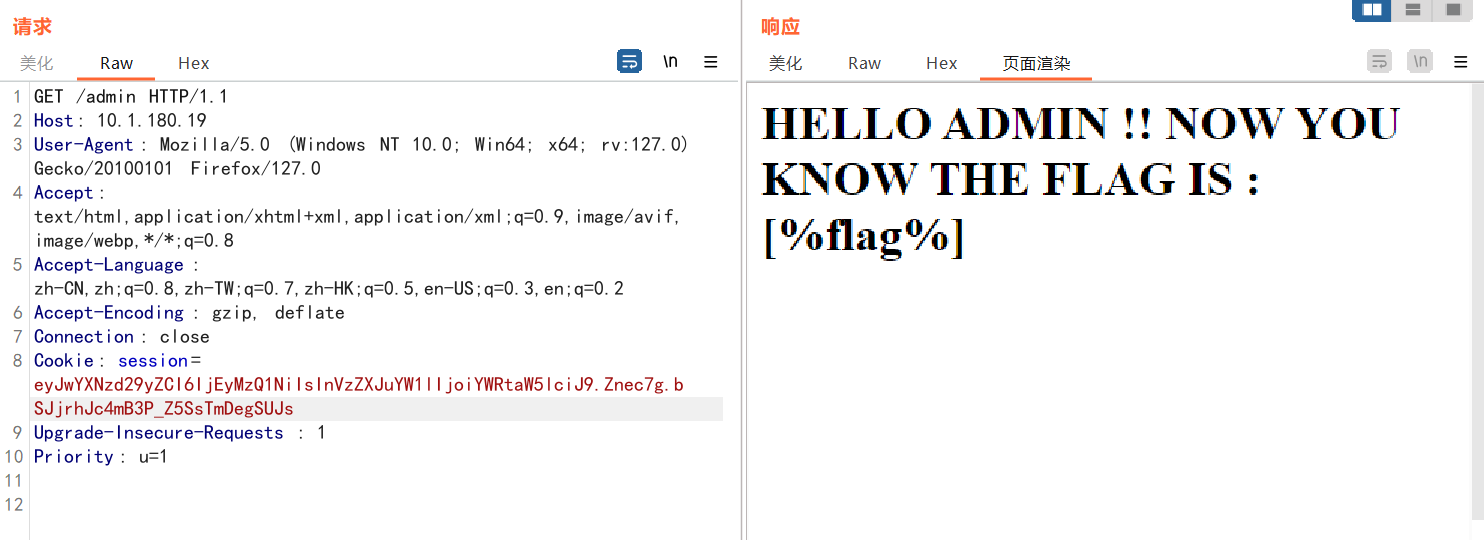 请求
美化 Raw Hex \n
1 GET /admin HTTP/1.1
2 Host: 10.1.180.19
3 User-Agent: Mozilla/5.0 (Windows NT 10.0; Win64; x64; rv:127.0)
Gecko/20100101 Firefox/127.0
4 Accept:
text/html,application/xhtml+xml,application/xml;q=0.9,image/avif,
image/webp,*/*;q=0.8
5 Accept-Language:
zh-CN,zh;q=0.8,zh-TW;q=0.7,zh-HK;q=0.5,en-US;q=0.3,en;q=0.2
6 Accept-Encoding: gzip, deflate
7 Connection: close
8 Cookie: session=
eyJwYXNzd29yZCI6IjEyMzQ1NiIsInVzZXJuYW1lIjoiYWRtaW5lciJ9.Znec7g.b
SJjrhJc4mB3P_Z5SsTmDegSUJs
9 Upgrade-Insecure-Requests : 1
10 Priority: u=1
11
12
响应
美化 Raw Hex 页面渲染 \n
HELLO ADMIN !! NOW YOU
KNOW THE FLAG IS :
[%flag%]